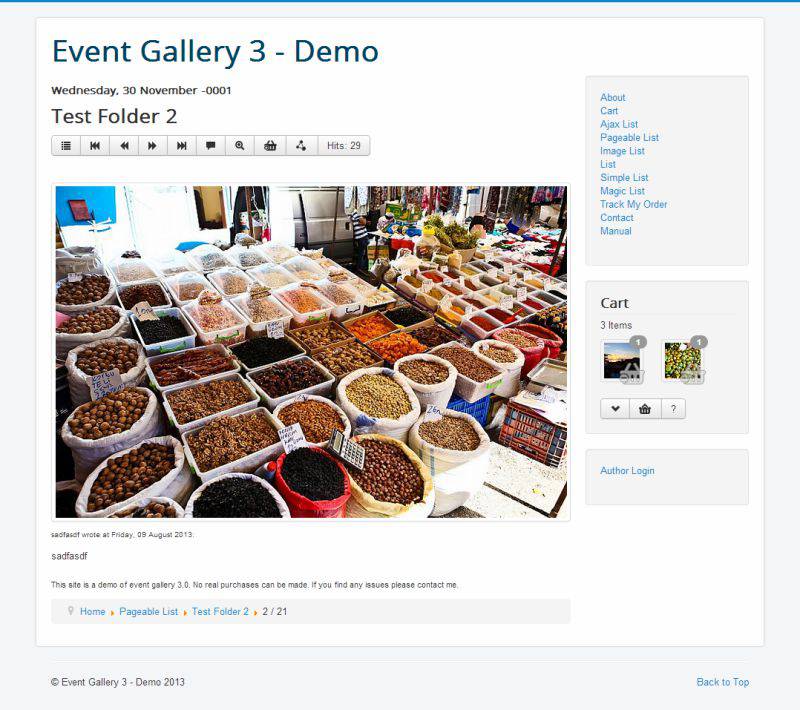 Event Gallery 3 - Demo
Wednesday, 30 November -0001
Test Folder 2
Hits: 29
sadfasdf wrote at Friday, 09 August 2013.
sadfasdf
This site is a demo of event gallery 3.0. No real purchases can be made. If you find any issues please contact me.
Home Pageable List Test Folder 2 2 / 21
About
Cart
Ajax List
Pageable List
Image List
List
Simple List
Magic List
Track My Order
Contact
Manual
Cart
3 Items
1 1
?
Author Login
© Event Gallery 3 - Demo 2013
Back to Top